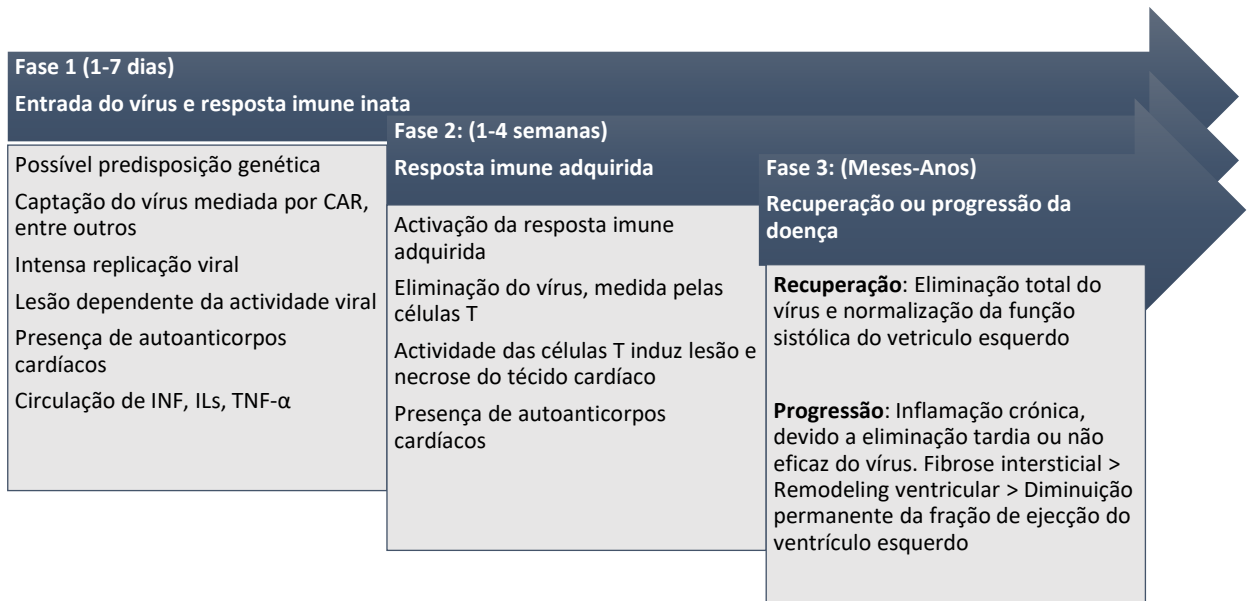 Fase 1 (1-7 dias)
Entrada do vírus e resposta imune inata
Possível predisposição genética
Captação do vírus mediada por CAR,
entre outros
Intensa replicação viral
Lesão dependente da actividade viral
Presença de autoanticorpos
cardíacos
Circulação de INF, ILs, TNF-α
Fase 2: (1-4 semanas)
Resposta imune adquirida
Activação da resposta imune
adquirida
Eliminação do vírus, medida pelas
células T
Actividade das células T induz lesão e
necrose do técido cardíaco
Presença de autoanticorpos
cardíacos
Fase 3: (Meses-Anos)
Recuperação ou progressão da
doença
Recuperação: Eliminação total do
vírus e normalização da função
sistólica do vetriculo esquerdo
Progressão: Inflamação crónica,
devido a eliminação tardia ou não
eficaz do vírus. Fibrose intersticial >
Remodeling ventricular > Diminuição
permanente da fração de ejecção do
ventrículo esquerdo